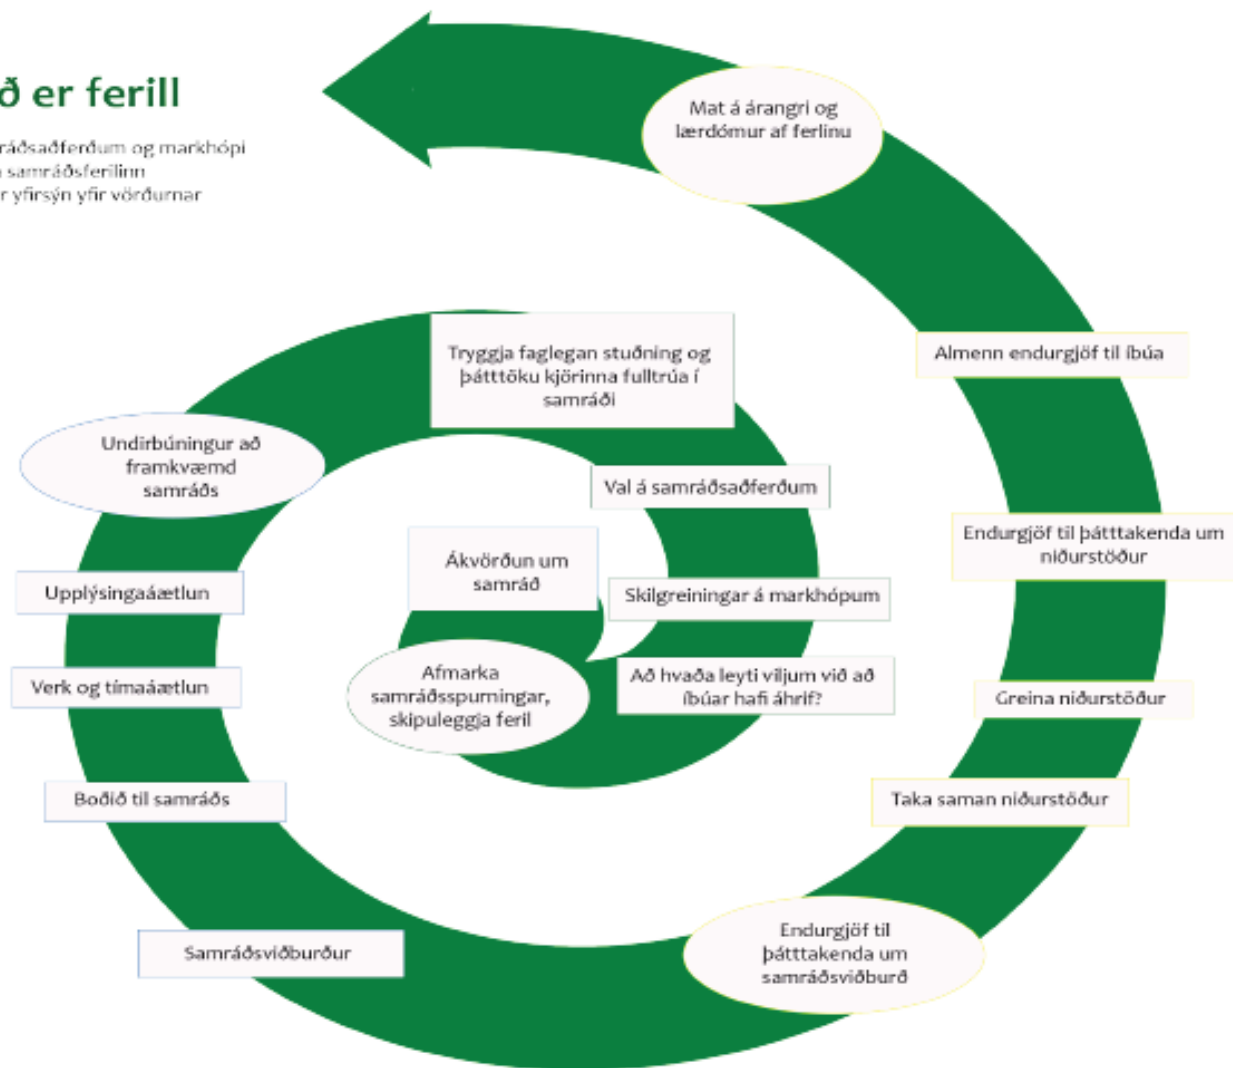 ð er ferill
ráðsaðferðum og markhópi
samráðsferilinn
r yfirsýn yfir vörðurnar
Mat á árangri og
lærdómur af ferlinu
Almenn endurgjöf til íbúa
Endurgjöf til þátttakenda um
niðurstöður
Greina niðurstöður
Taka saman niðurstöður
Endurgjöf til
þátttakenda um
samráðsviðburð
Samráðsviðburður
Boðið til samráðs
Verk og tímaáætlun
Upplýsingaáætlun
Undirbúningur að
framkvæmd
samráðs
Tryggja faglegan stuðning og
þátttöku kjörinna fulltrúa í
samráði
Val á samráðsaðferðum
Skilgreiningar á markhópum
Að hvaða leyti viljum við að
íbúar hafi áhrif?
Afmarka
samráðsspurningar,
skipuleggja feril
Ákvörðun um
samráð